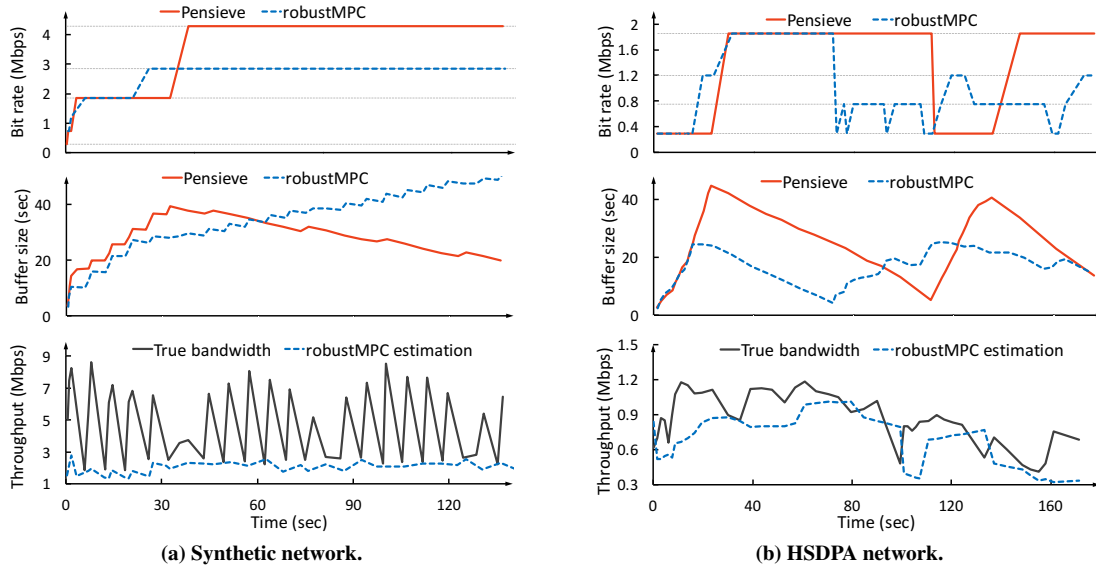 Pensieve robustMPC
Bit rate (Mbps)
4
3
2
1
0
Pensieve robustMPC
Buffer size (sec)
40
20
0
True bandwidth robustMPC estimation
Throughput (Mbps)
9
7
5
3
1
0 30 60 90 120
Time (sec)
(a) Synthetic network.
Pensieve robustMPC
Bit rate (Mbps)
2
1.6
1.2
0.8
0.4
0
Pensieve robustMPC
Buffer size (sec)
40
20
0
True bandwidth robustMPC estimation
Throughput (Mbps)
1.5
1.2
0.9
0.6
0.3
0 40 80 120 160
Time (sec)
(b) HSDPA network.